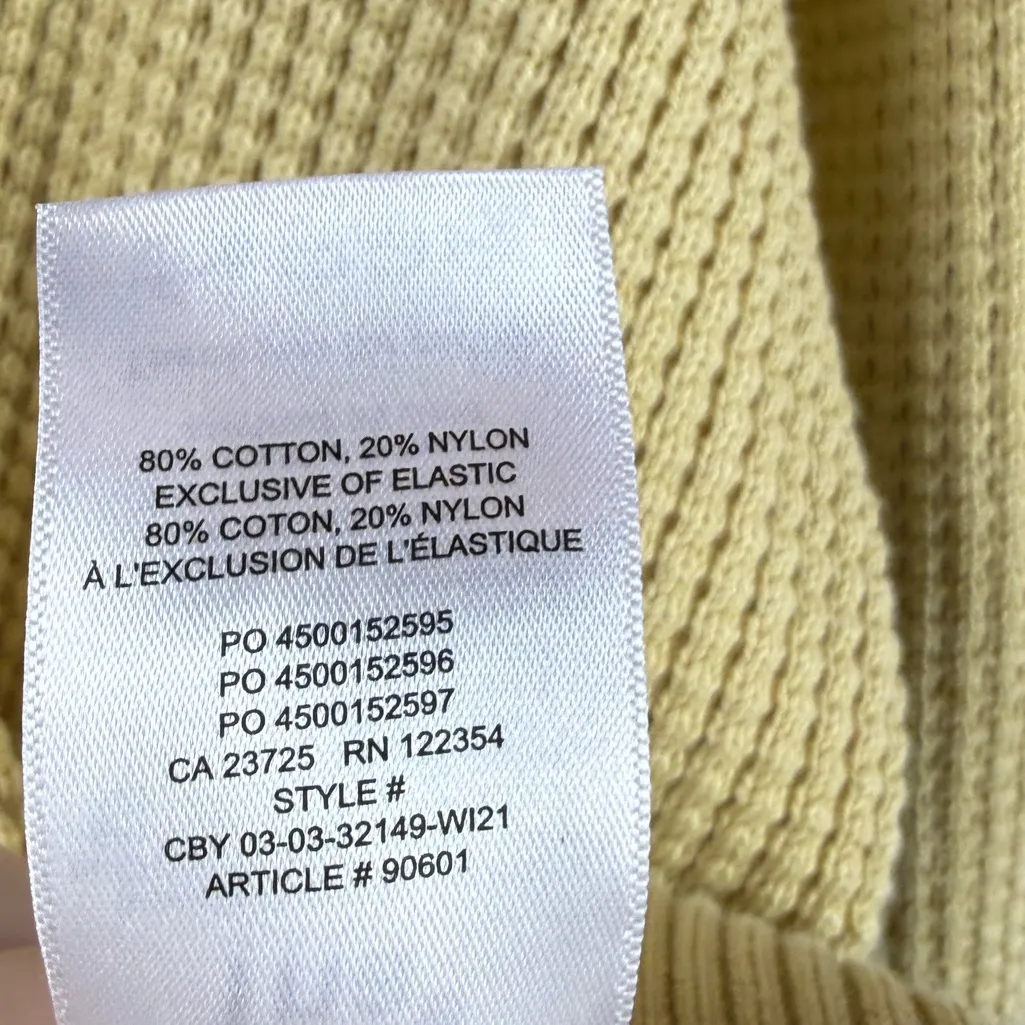 80% COTTON, 20% NYLON
EXCLUSIVE OF ELASTIC
80% COTON, 20% NYLON
À L'EXCLUSION DE L'ÉLASTIQUE
PO 4500152595
PO 4500152596
PO 4500152597
CA 23725 RN 122354
STYLE #
CBY 03-03-32149-WI21
ARTICLE # 90601